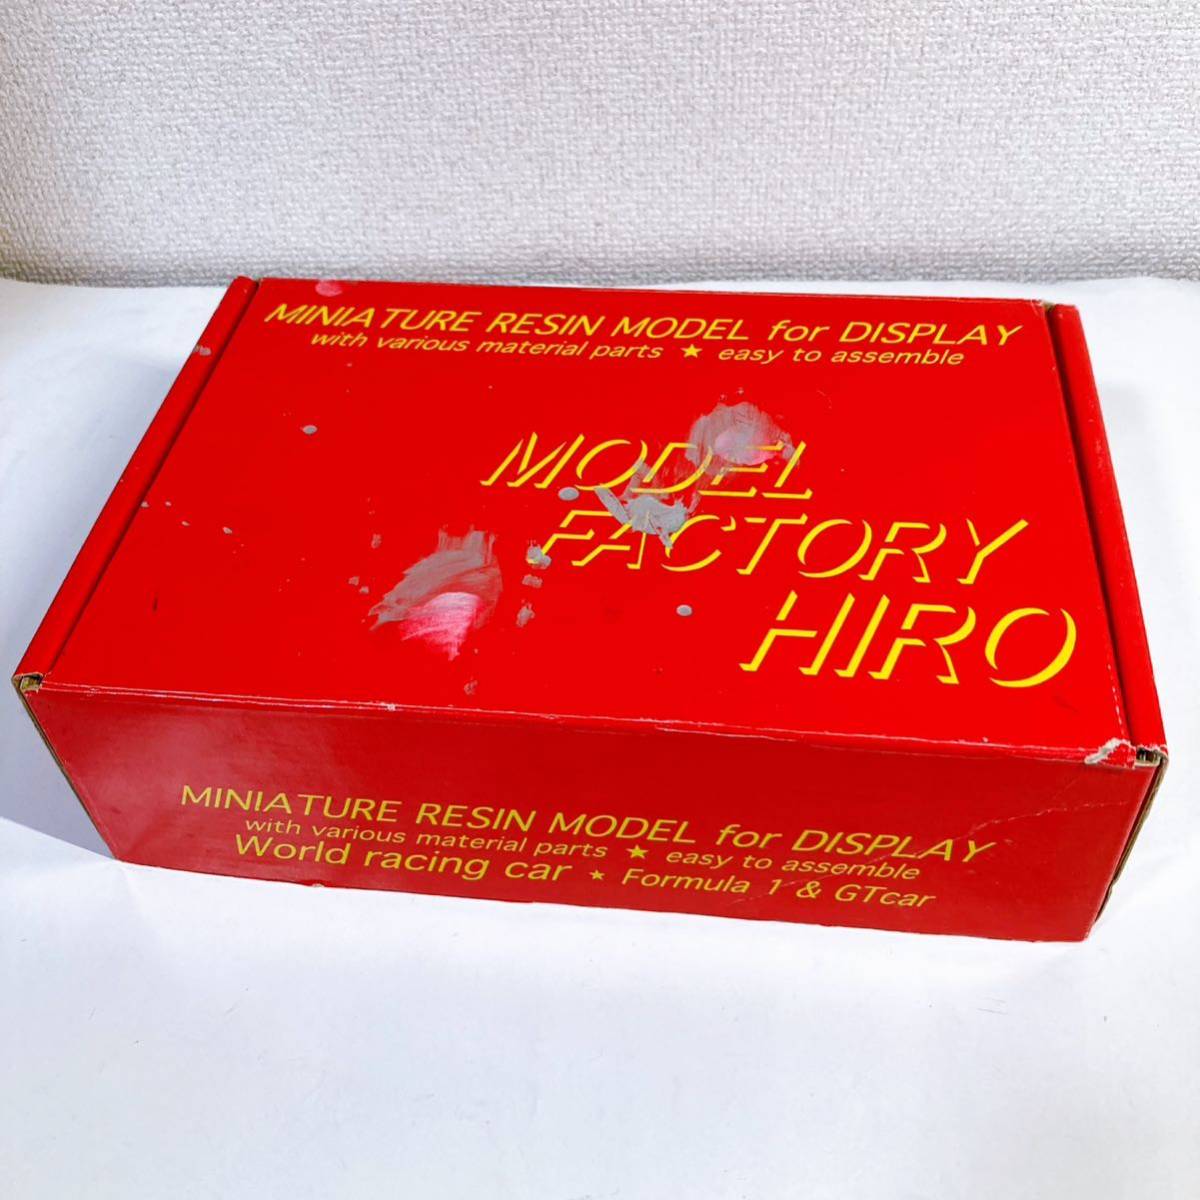 MINIATURE RESIN MODEL for DISPLAY
with various material parts ★ easy to assemble
MODEL
FACTORY
HIRO
MINIATURE RESIN MODEL for DISPLAY
with various material parts ★ easy to assemble
World racing car ★ Formula 1 & GTcar